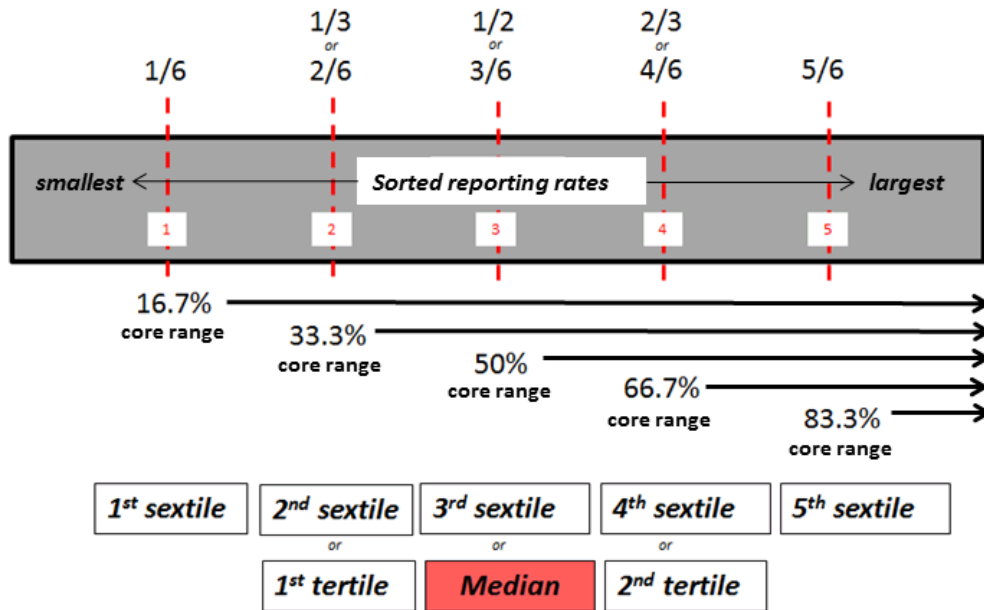 1/3 1/2 2/3
or or or
1/6 2/6 3/6 4/6 5/6
smallest Sorted reporting rates largest
1 2 3 4 5
16.7%
core range
33.3%
core range
50%
core range
66.7%
core range
83.3%
core range
1st sextile 2nd sextile 3rd sextile 4th sextile 5th sextile
or or or
1st tertile Median 2nd tertile